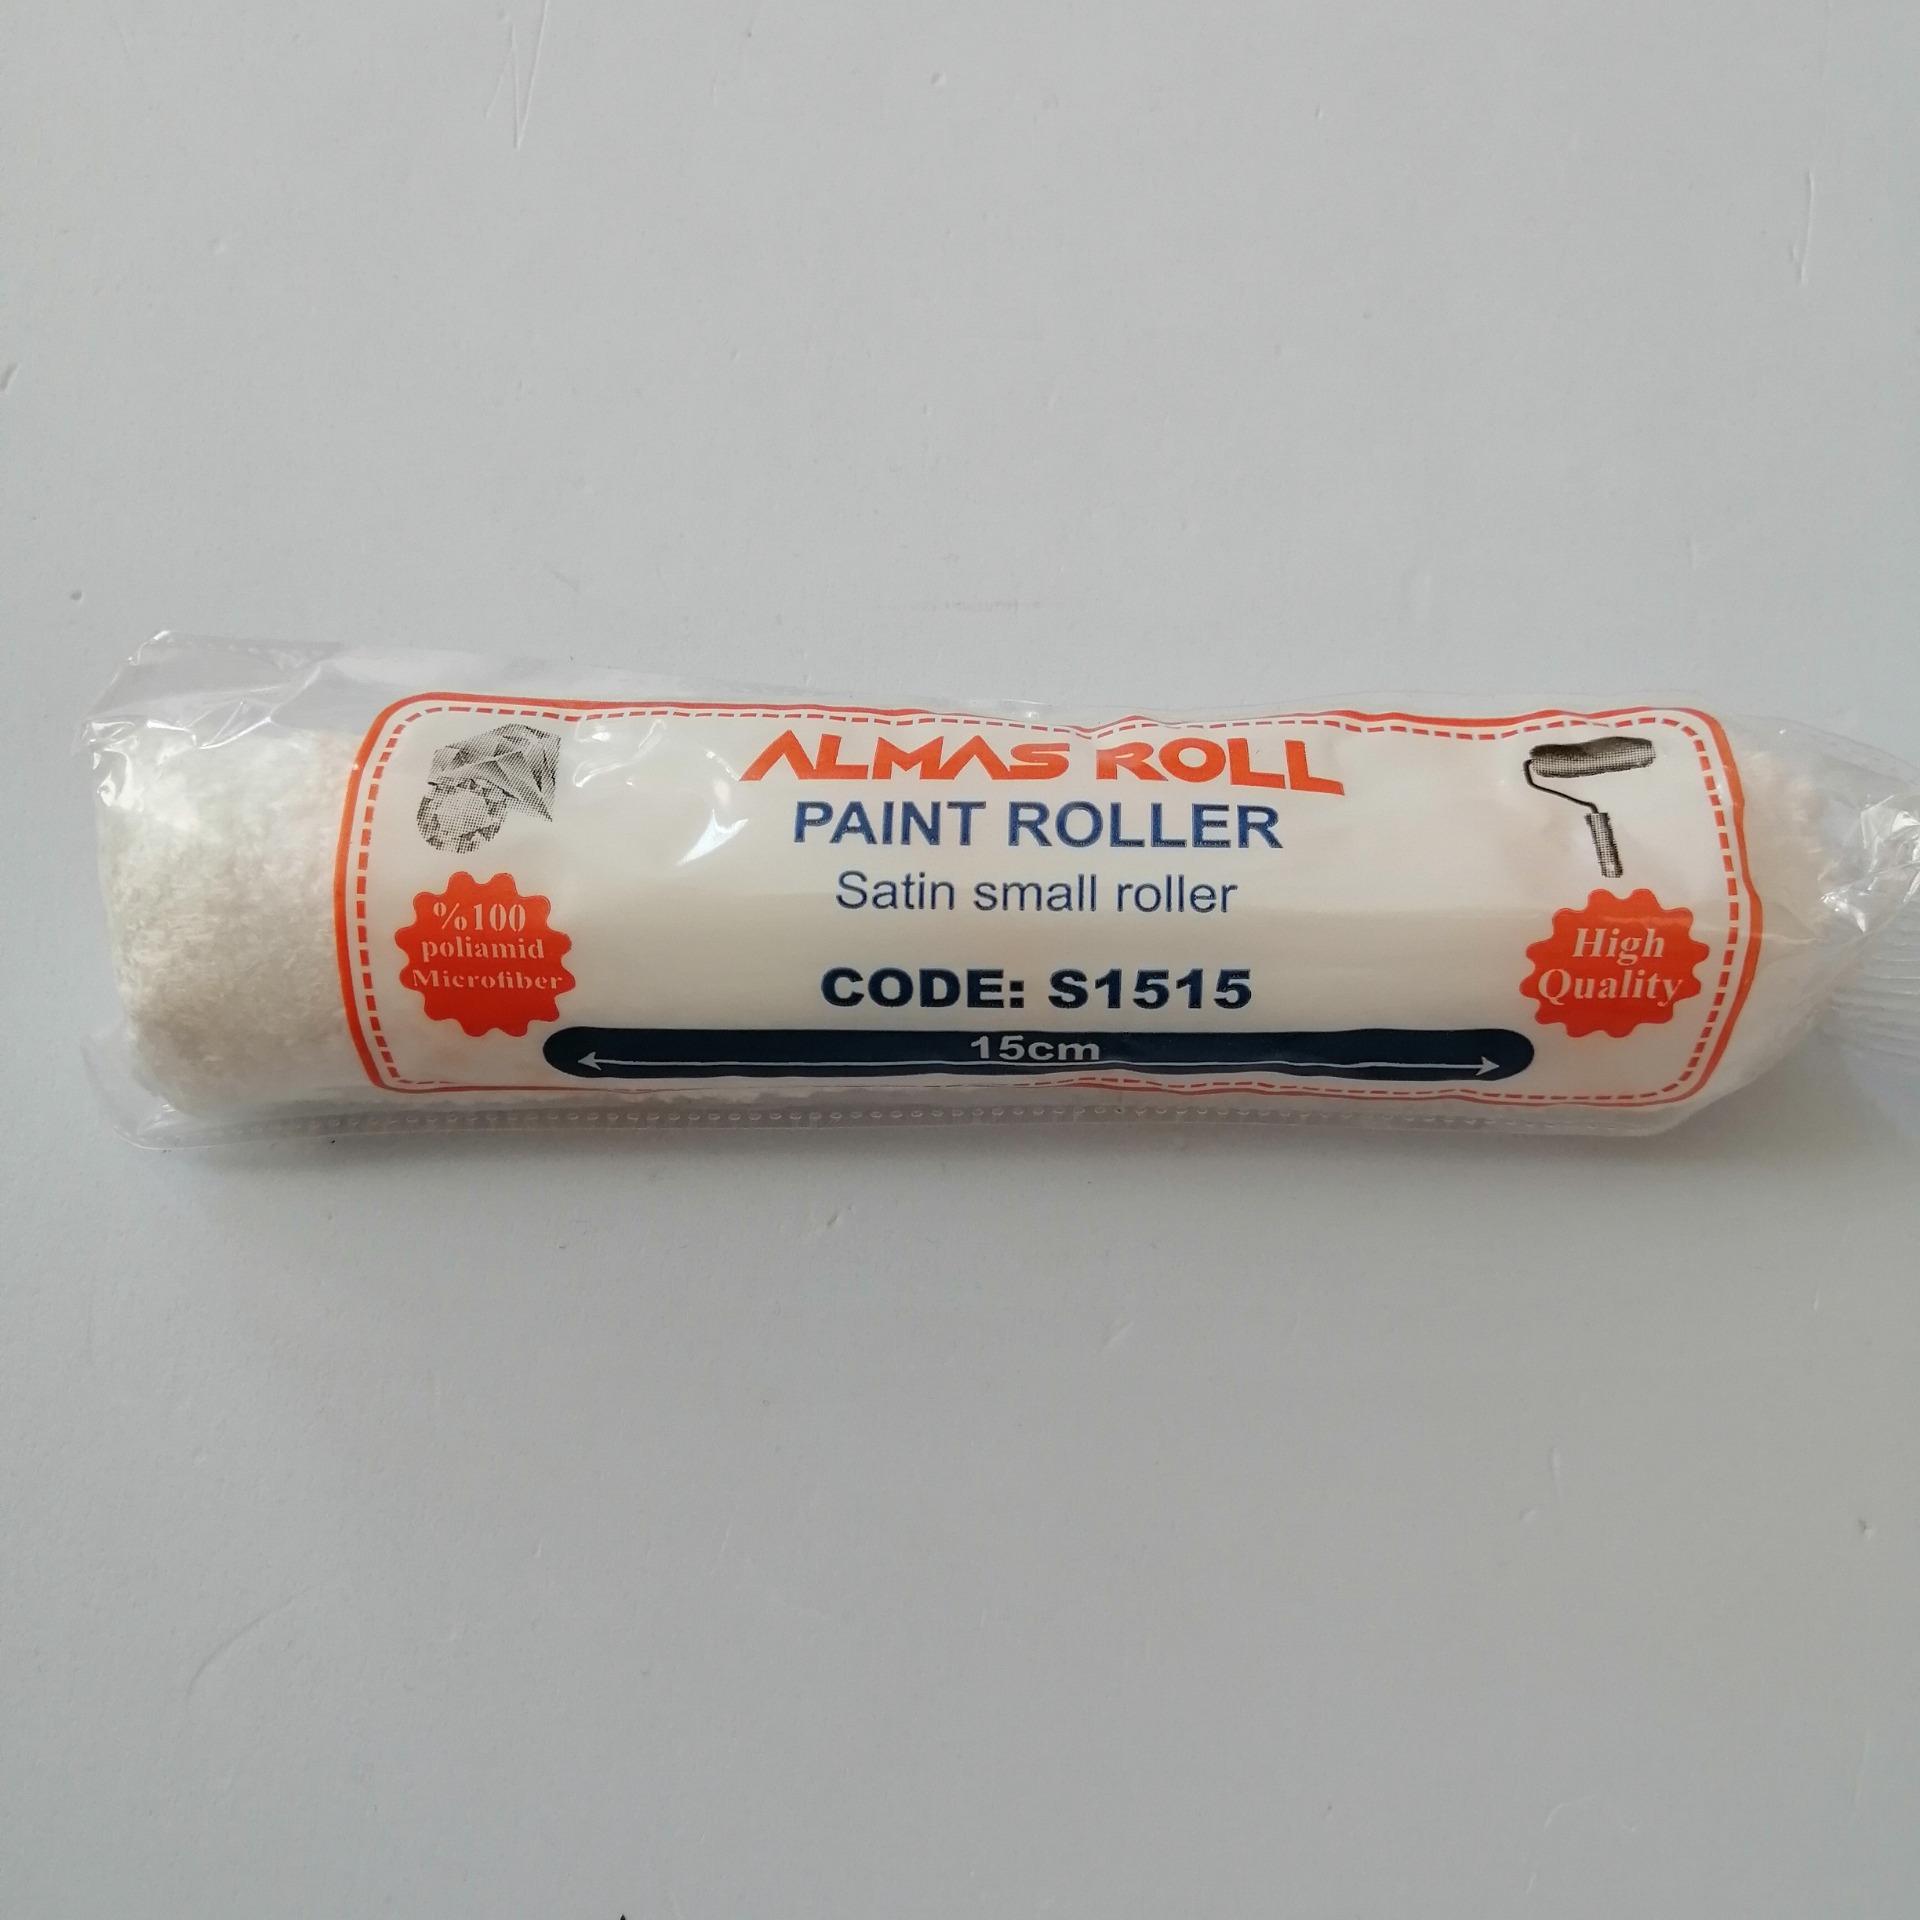 ALMAS ROLL
PAINT ROLLER
Satin small roller
CODE: S1515
15cm
%100
poliamid
Microfiber
High
Quality